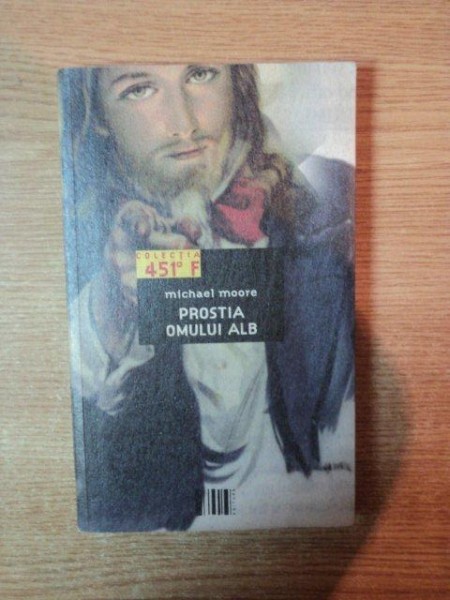 COLECȚIA
451° F
michael moore
PROSTIA
OMULUI ALB